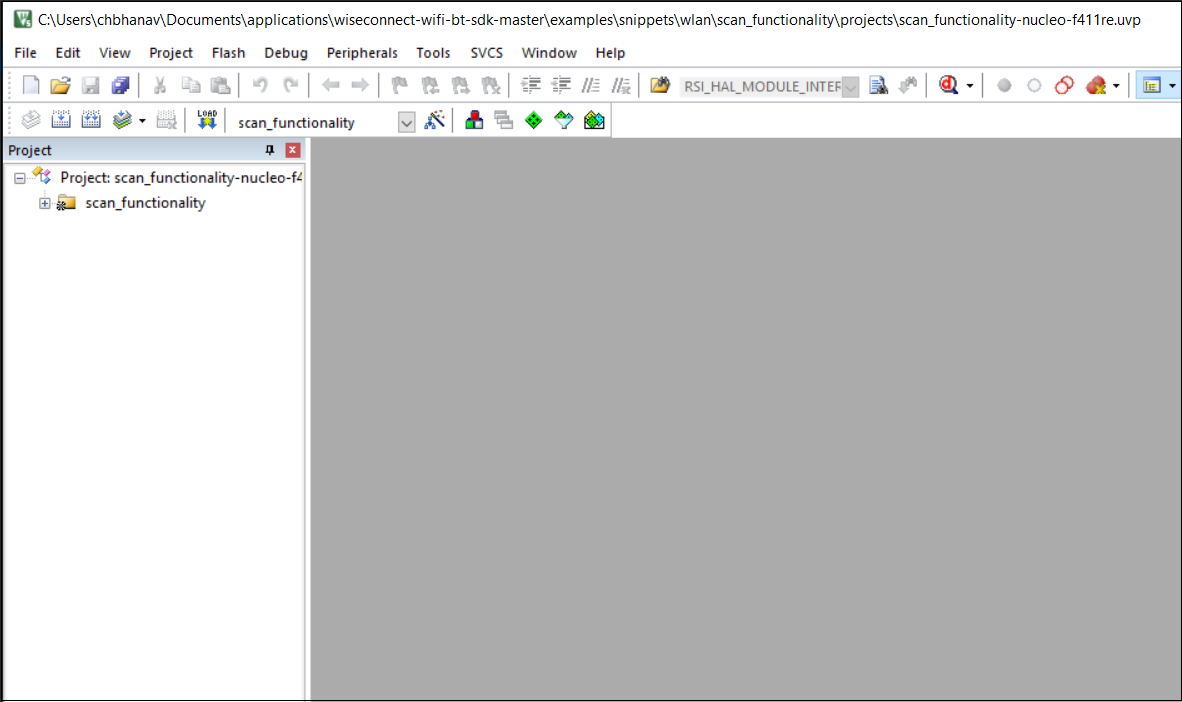 C:\Users\chbhanav\Documents\applications\wiseconnect-wifi-bt-sdk-master\examples\snippets\wlan\scan_functionality\projects\scan_functionality-nucleo-f411re.uvp
File Edit View Project Flash Debug Peripherals Tools SVCS Window Help
RSI_HAL_MODULE_INTER
LOAD scan_functionality
Project
Project: scan_functionality-nucleo-f4
scan_functionality